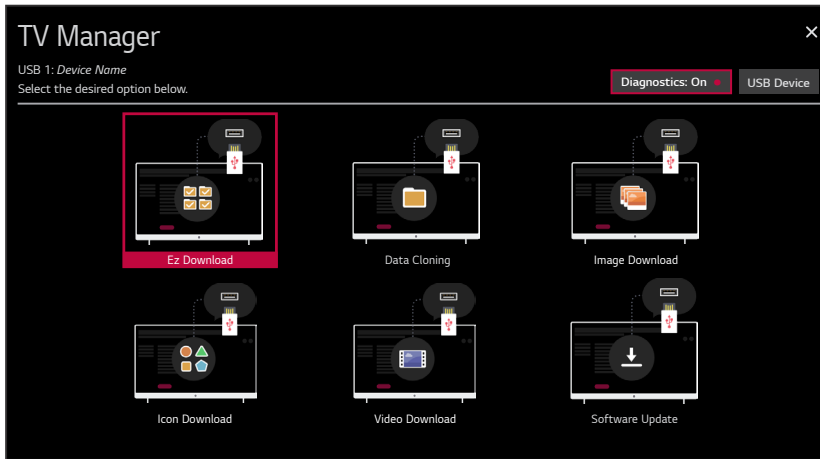 TV Manager
USB 1: Device Name
Select the desired option below.
Diagnostics: On
USB Device
Ez Download
Data Cloning
Image Download
Icon Download
Video Download
Software Update